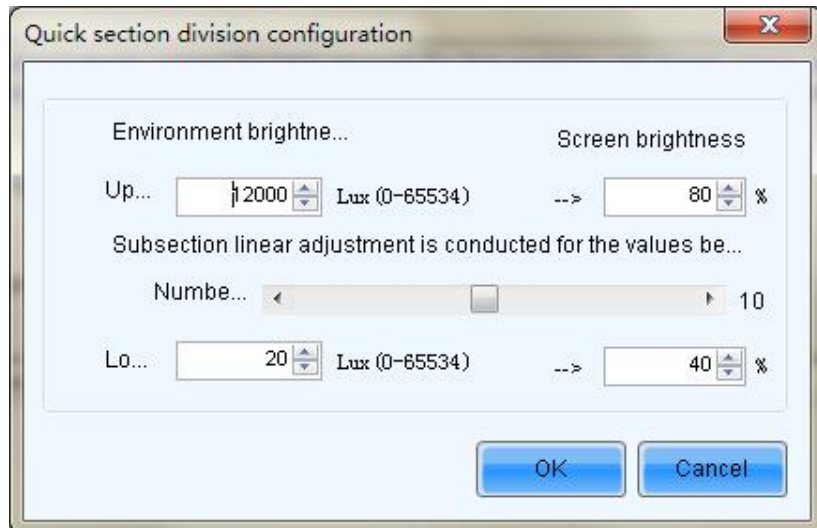 Quick section division configuration
Environment brightne...
Screen brightness
Up... 12000 Lux (0-65534) --> 80 %
Subsection linear adjustment is conducted for the values be...
Numbe... 10
Lo... 20 Lux (0-65534) --> 40 %
OK Cancel